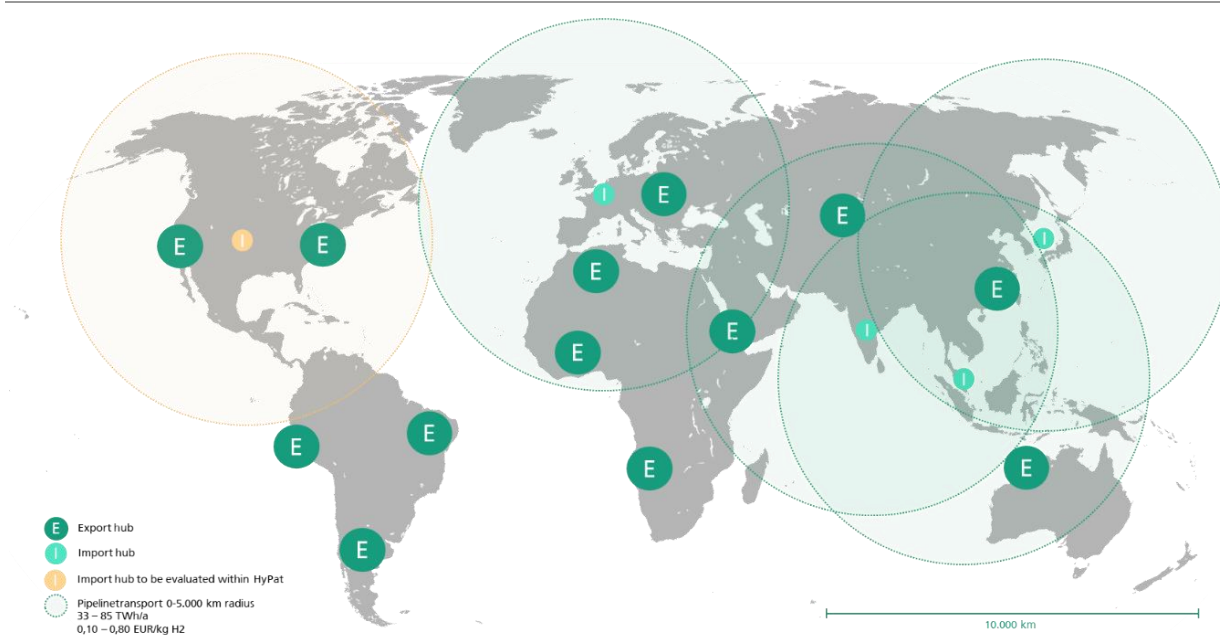 E
I
E
E
E
I
E
I
E
E
E
I
E
I
E
E
E
E
E
E Export hub
I Import hub
I Import hub to be evaluated within HyPat
Pipelinetransport 0-5.000 km radius
33 – 85 TWh/a
0,10 – 0,80 EUR/kg H2
10.000 km